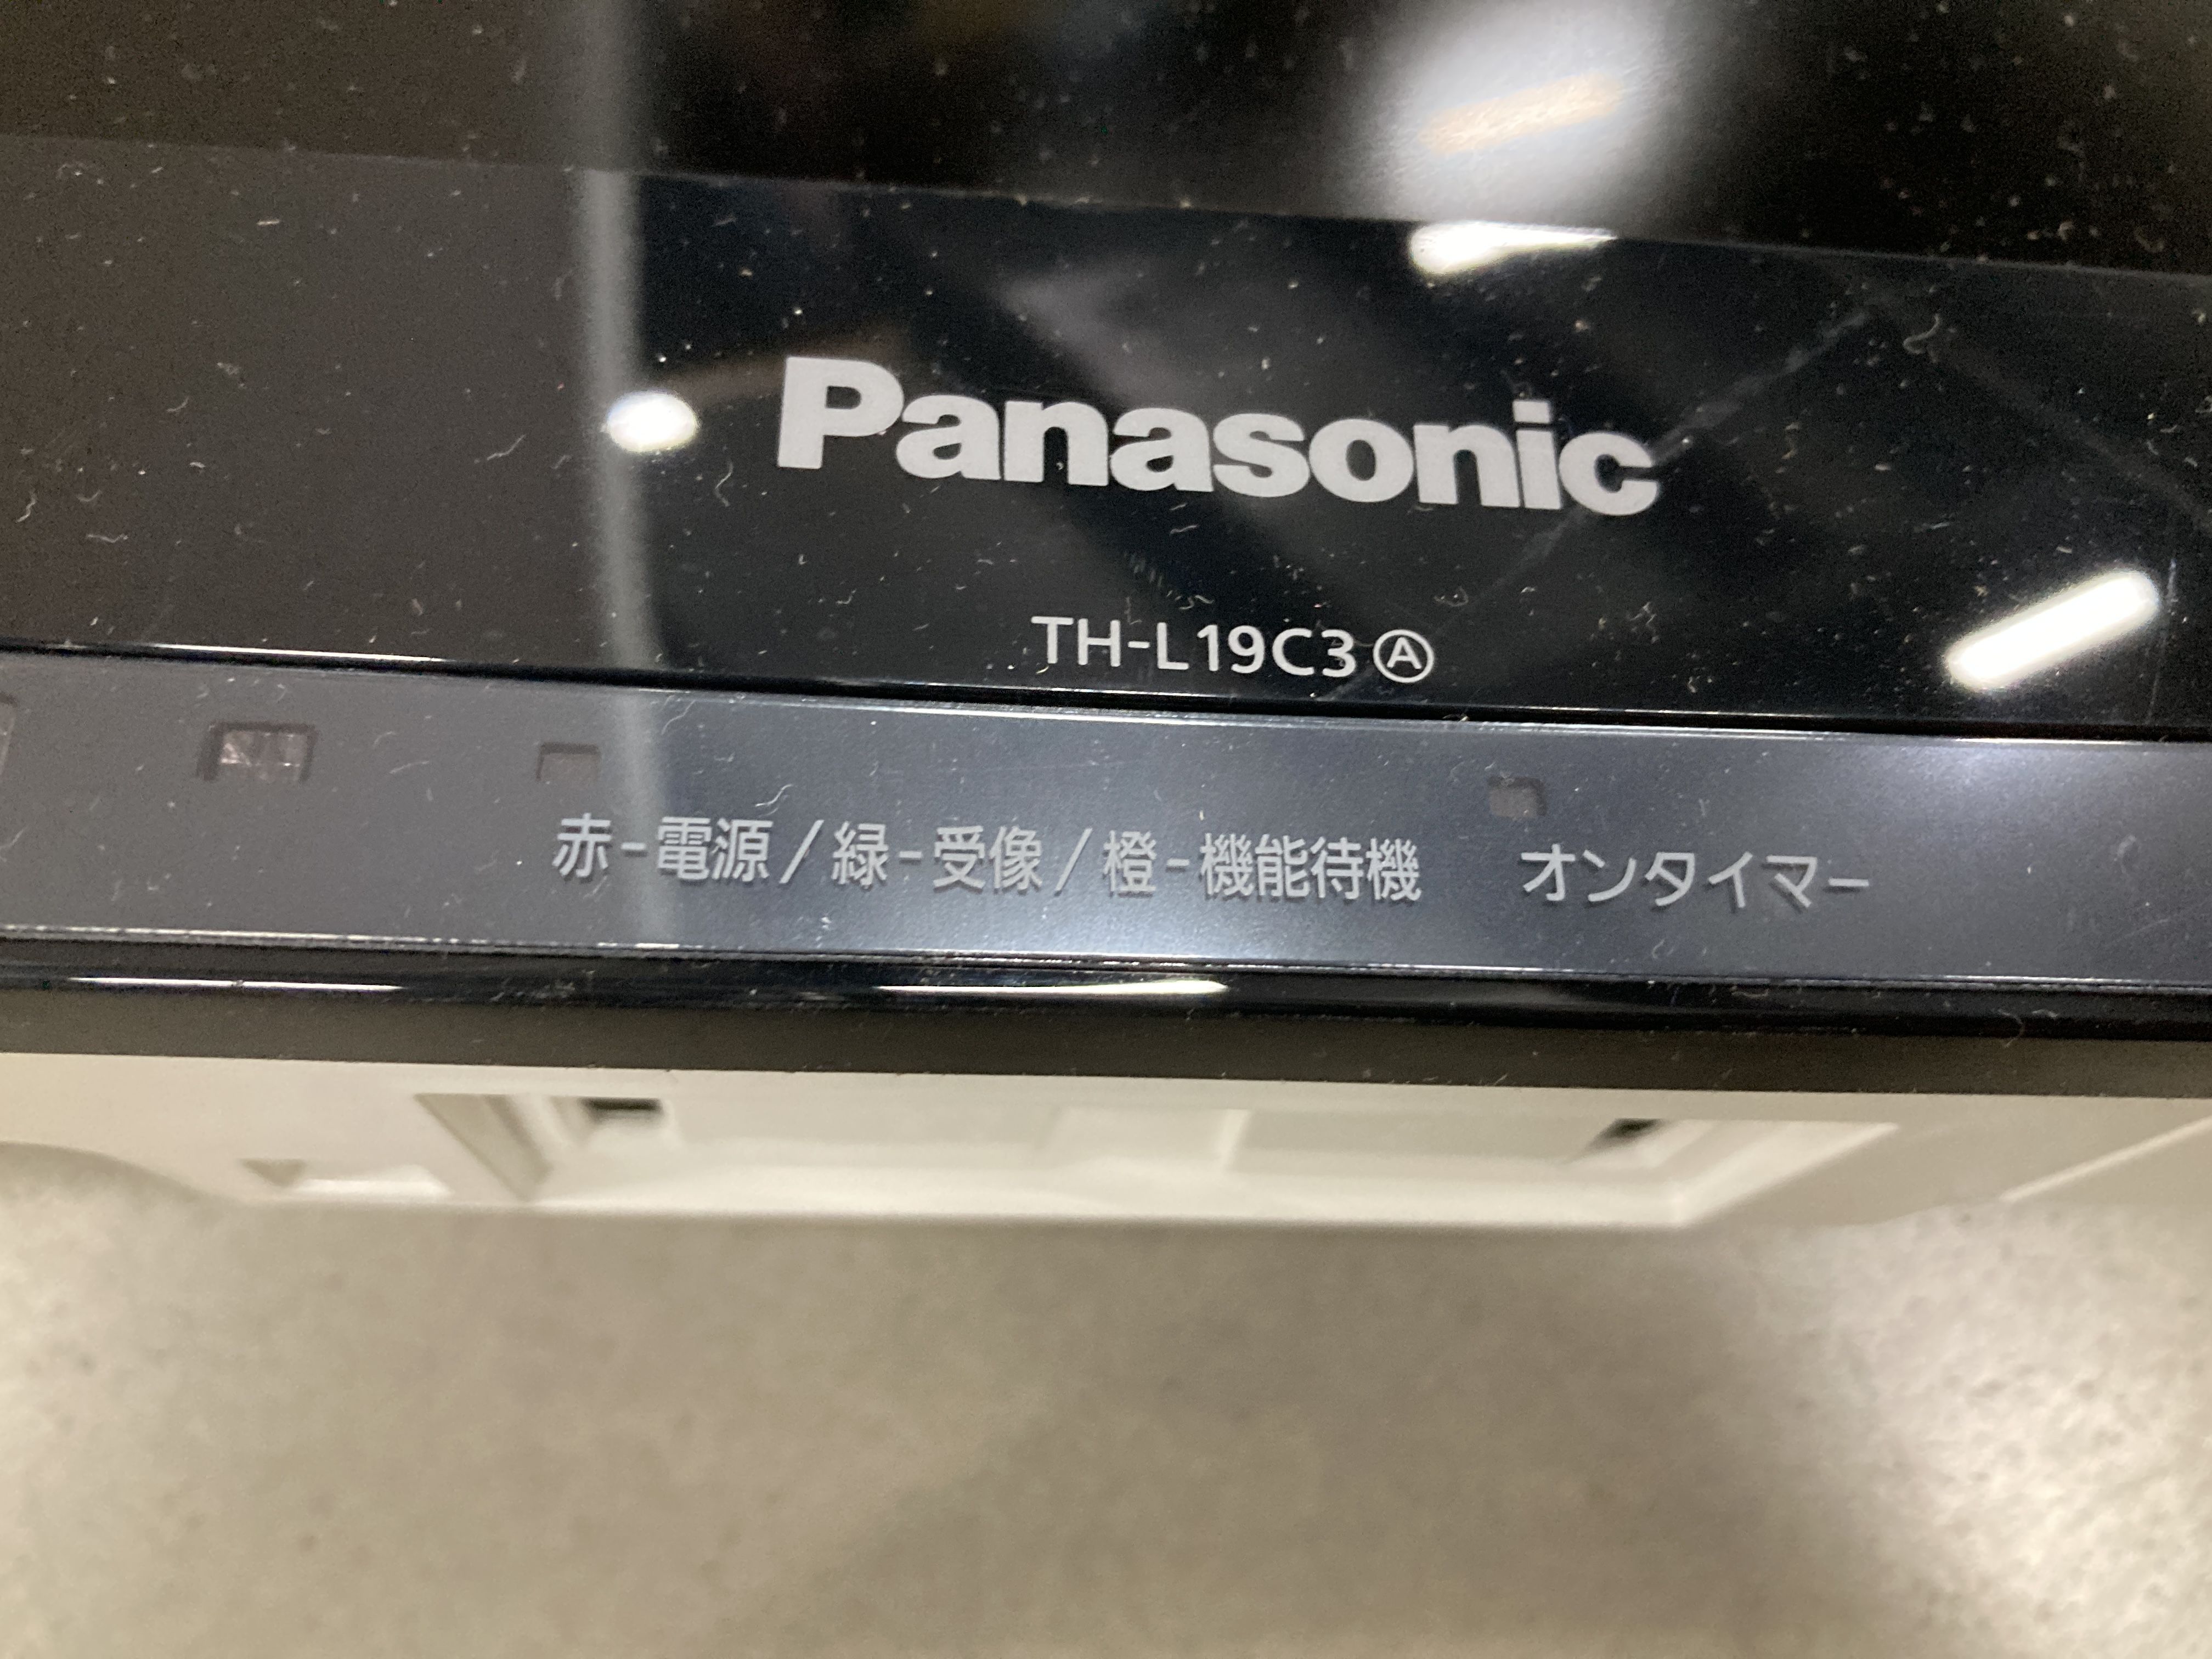 Panasonic
TH-L19C3Ⓐ
赤-電源/緑-受像/橙-機能待機 オンタイマー